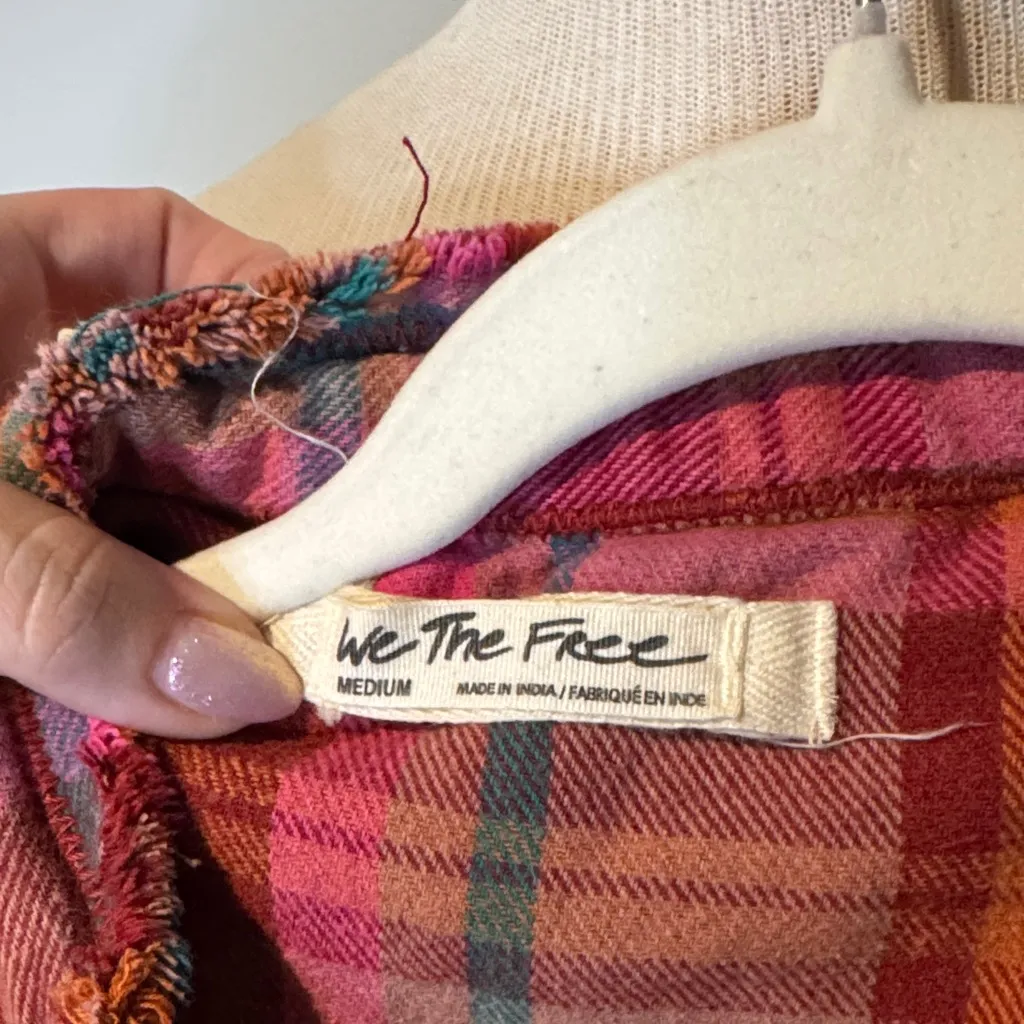 We The Free
MEDIUM MADE IN INDIA / FABRIQUÉ EN INDE